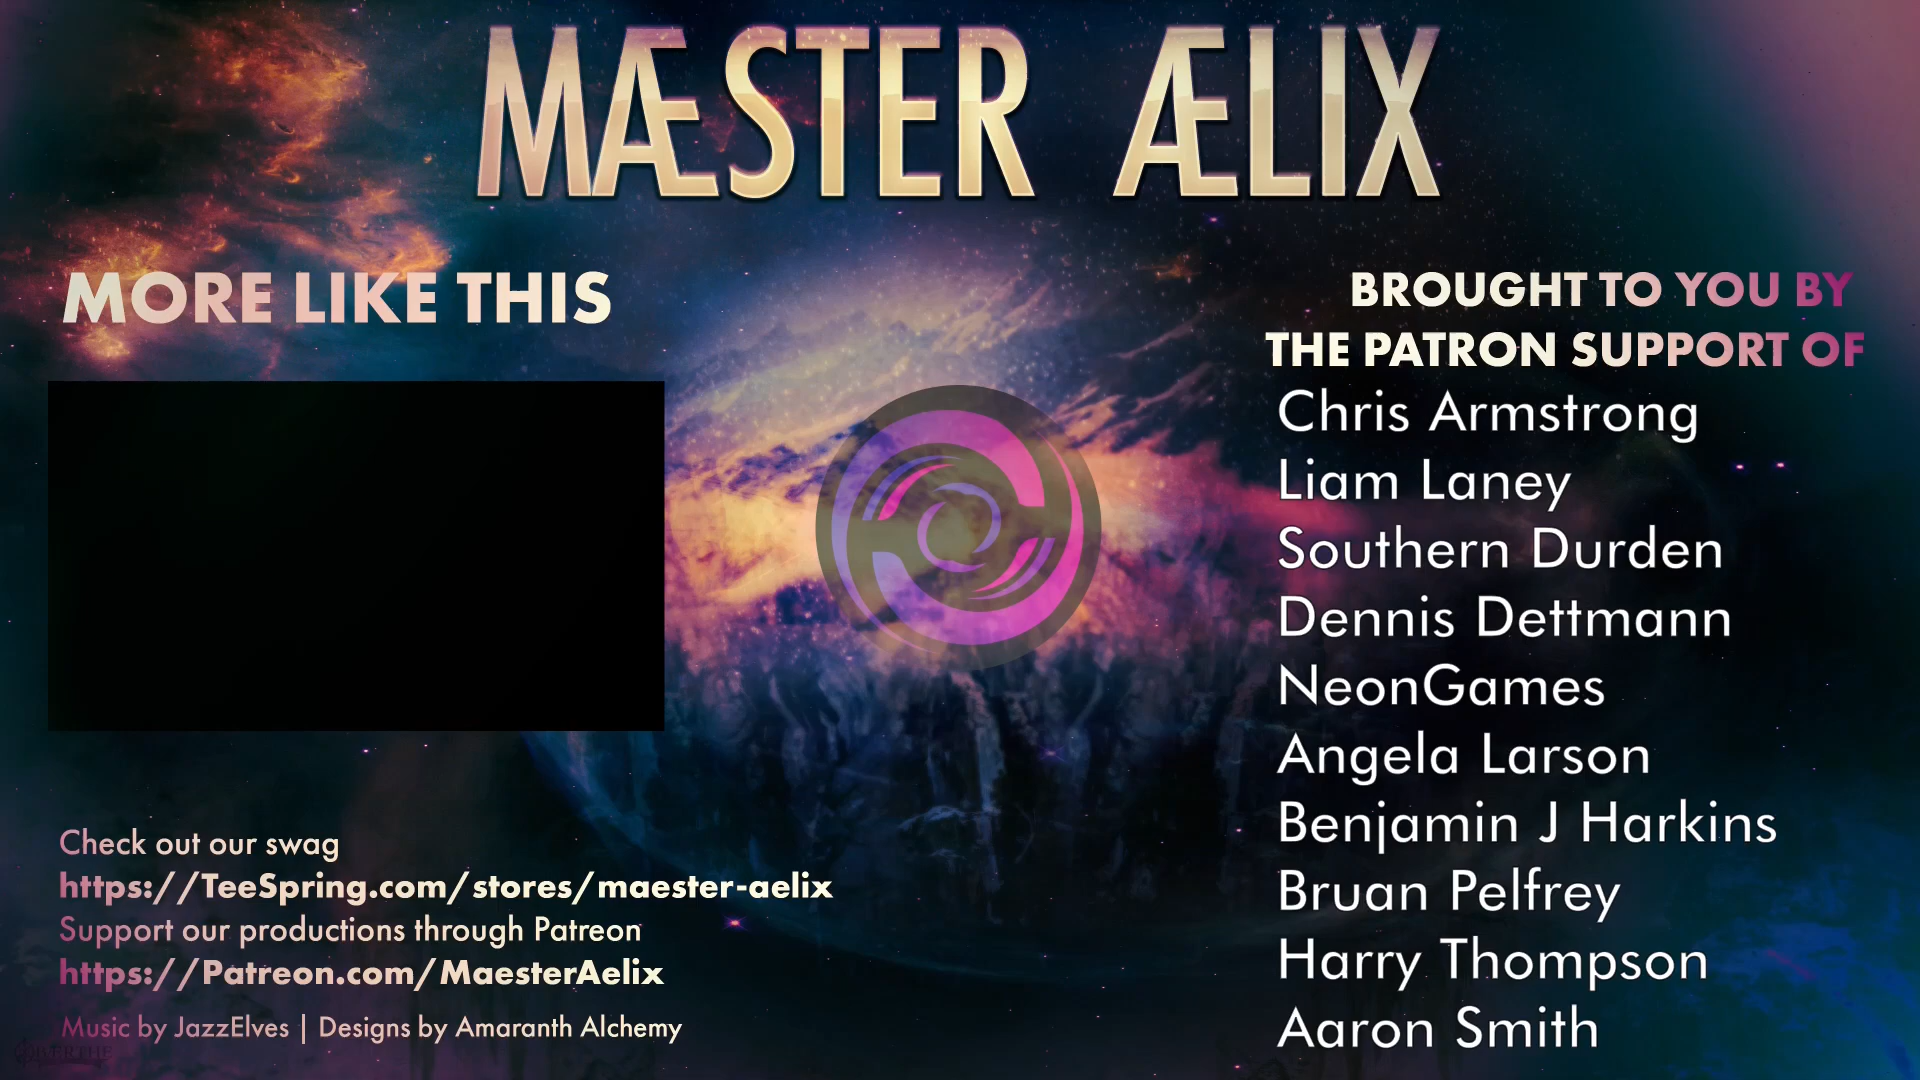 MÆSTER ÆLIX
MORE LIKE THIS
Check out our swag
https://TeeSpring.com/stores/maester-aelix
Support our productions through Patreon
https://Patreon.com/MaesterAelix
Music by JazzElves | Designs by Amaranth Alchemy
BROUGHT TO YOU BY
THE PATRON SUPPORT OF
Chris Armstrong
Liam Laney
Southern Durden
Dennis Dettmann
NeonGames
Angela Larson
Benjamin J Harkins
Bruan Pelfrey
Harry Thompson
Aaron Smith